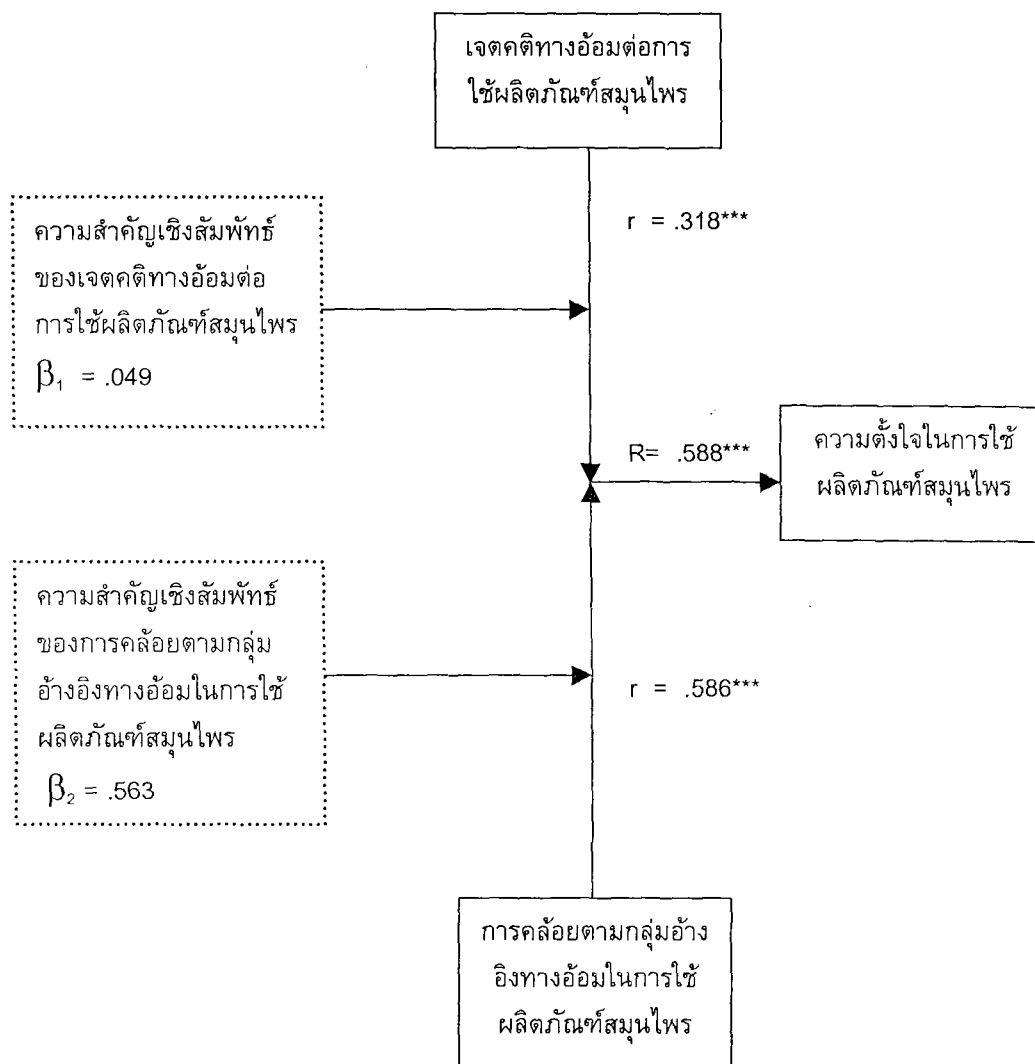 เจตคติทางอ้อมต่อการ
ใช้ผลิตภัณฑ์สมุนไพร
r = .318***
ความสำคัญเชิงสัมพัทธ์
ของเจตคติทางอ้อมต่อ
การใช้ผลิตภัณฑ์สมุนไพร
β₁ = .049
R= .588***
ความตั้งใจในการใช้
ผลิตภัณฑ์สมุนไพร
ความสำคัญเชิงสัมพัทธ์
ของการคล้อยตามกลุ่ม
อ้างอิงทางอ้อมในการใช้
ผลิตภัณฑ์สมุนไพร
β₂ = .563
r = .586***
การคล้อยตามกลุ่มอ้าง
อิงทางอ้อมในการใช้
ผลิตภัณฑ์สมุนไพร